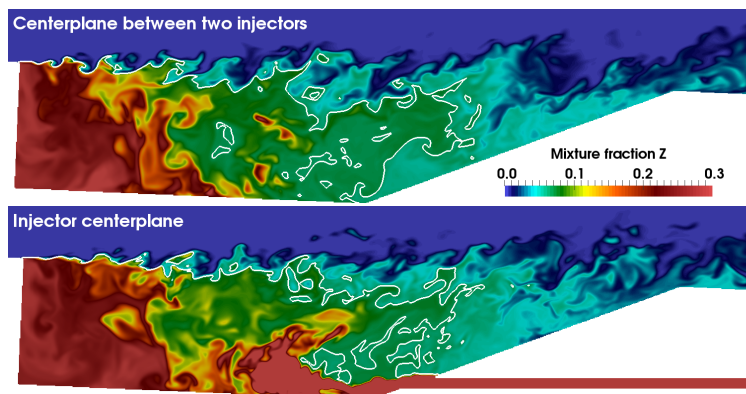 Centerplane between two injectors
Mixture fraction Z
0.0 0.1 0.2 0.3
Injector centerplane